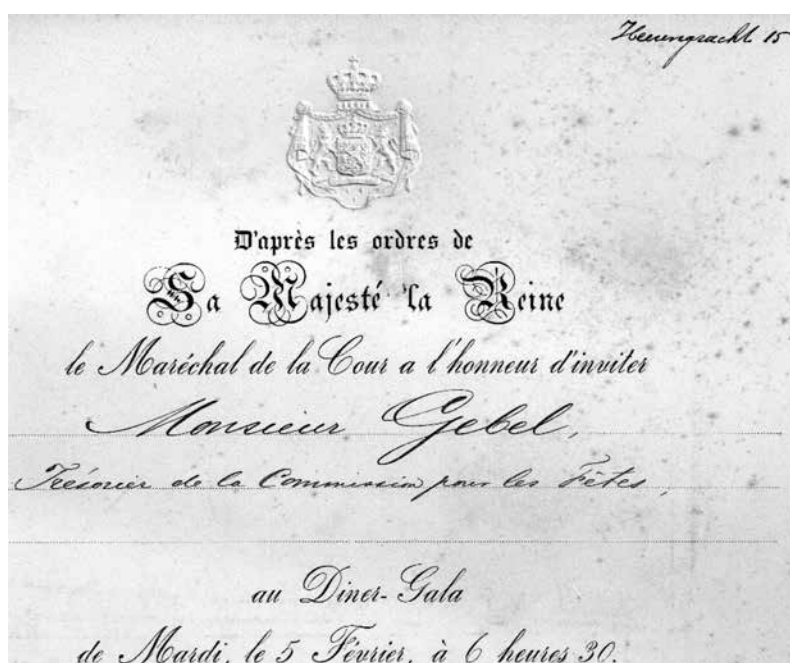 Heerengracht 15
D'après les ordres de
Sa Majesté la Reine
le Maréchal de la Cour a l'honneur d'inviter
Monsieur Gebel,
Trésorier de la Commission pour les Fêtes,
au Diner-Gala
de Mardi, le 5 Février, à 6 heures 30.